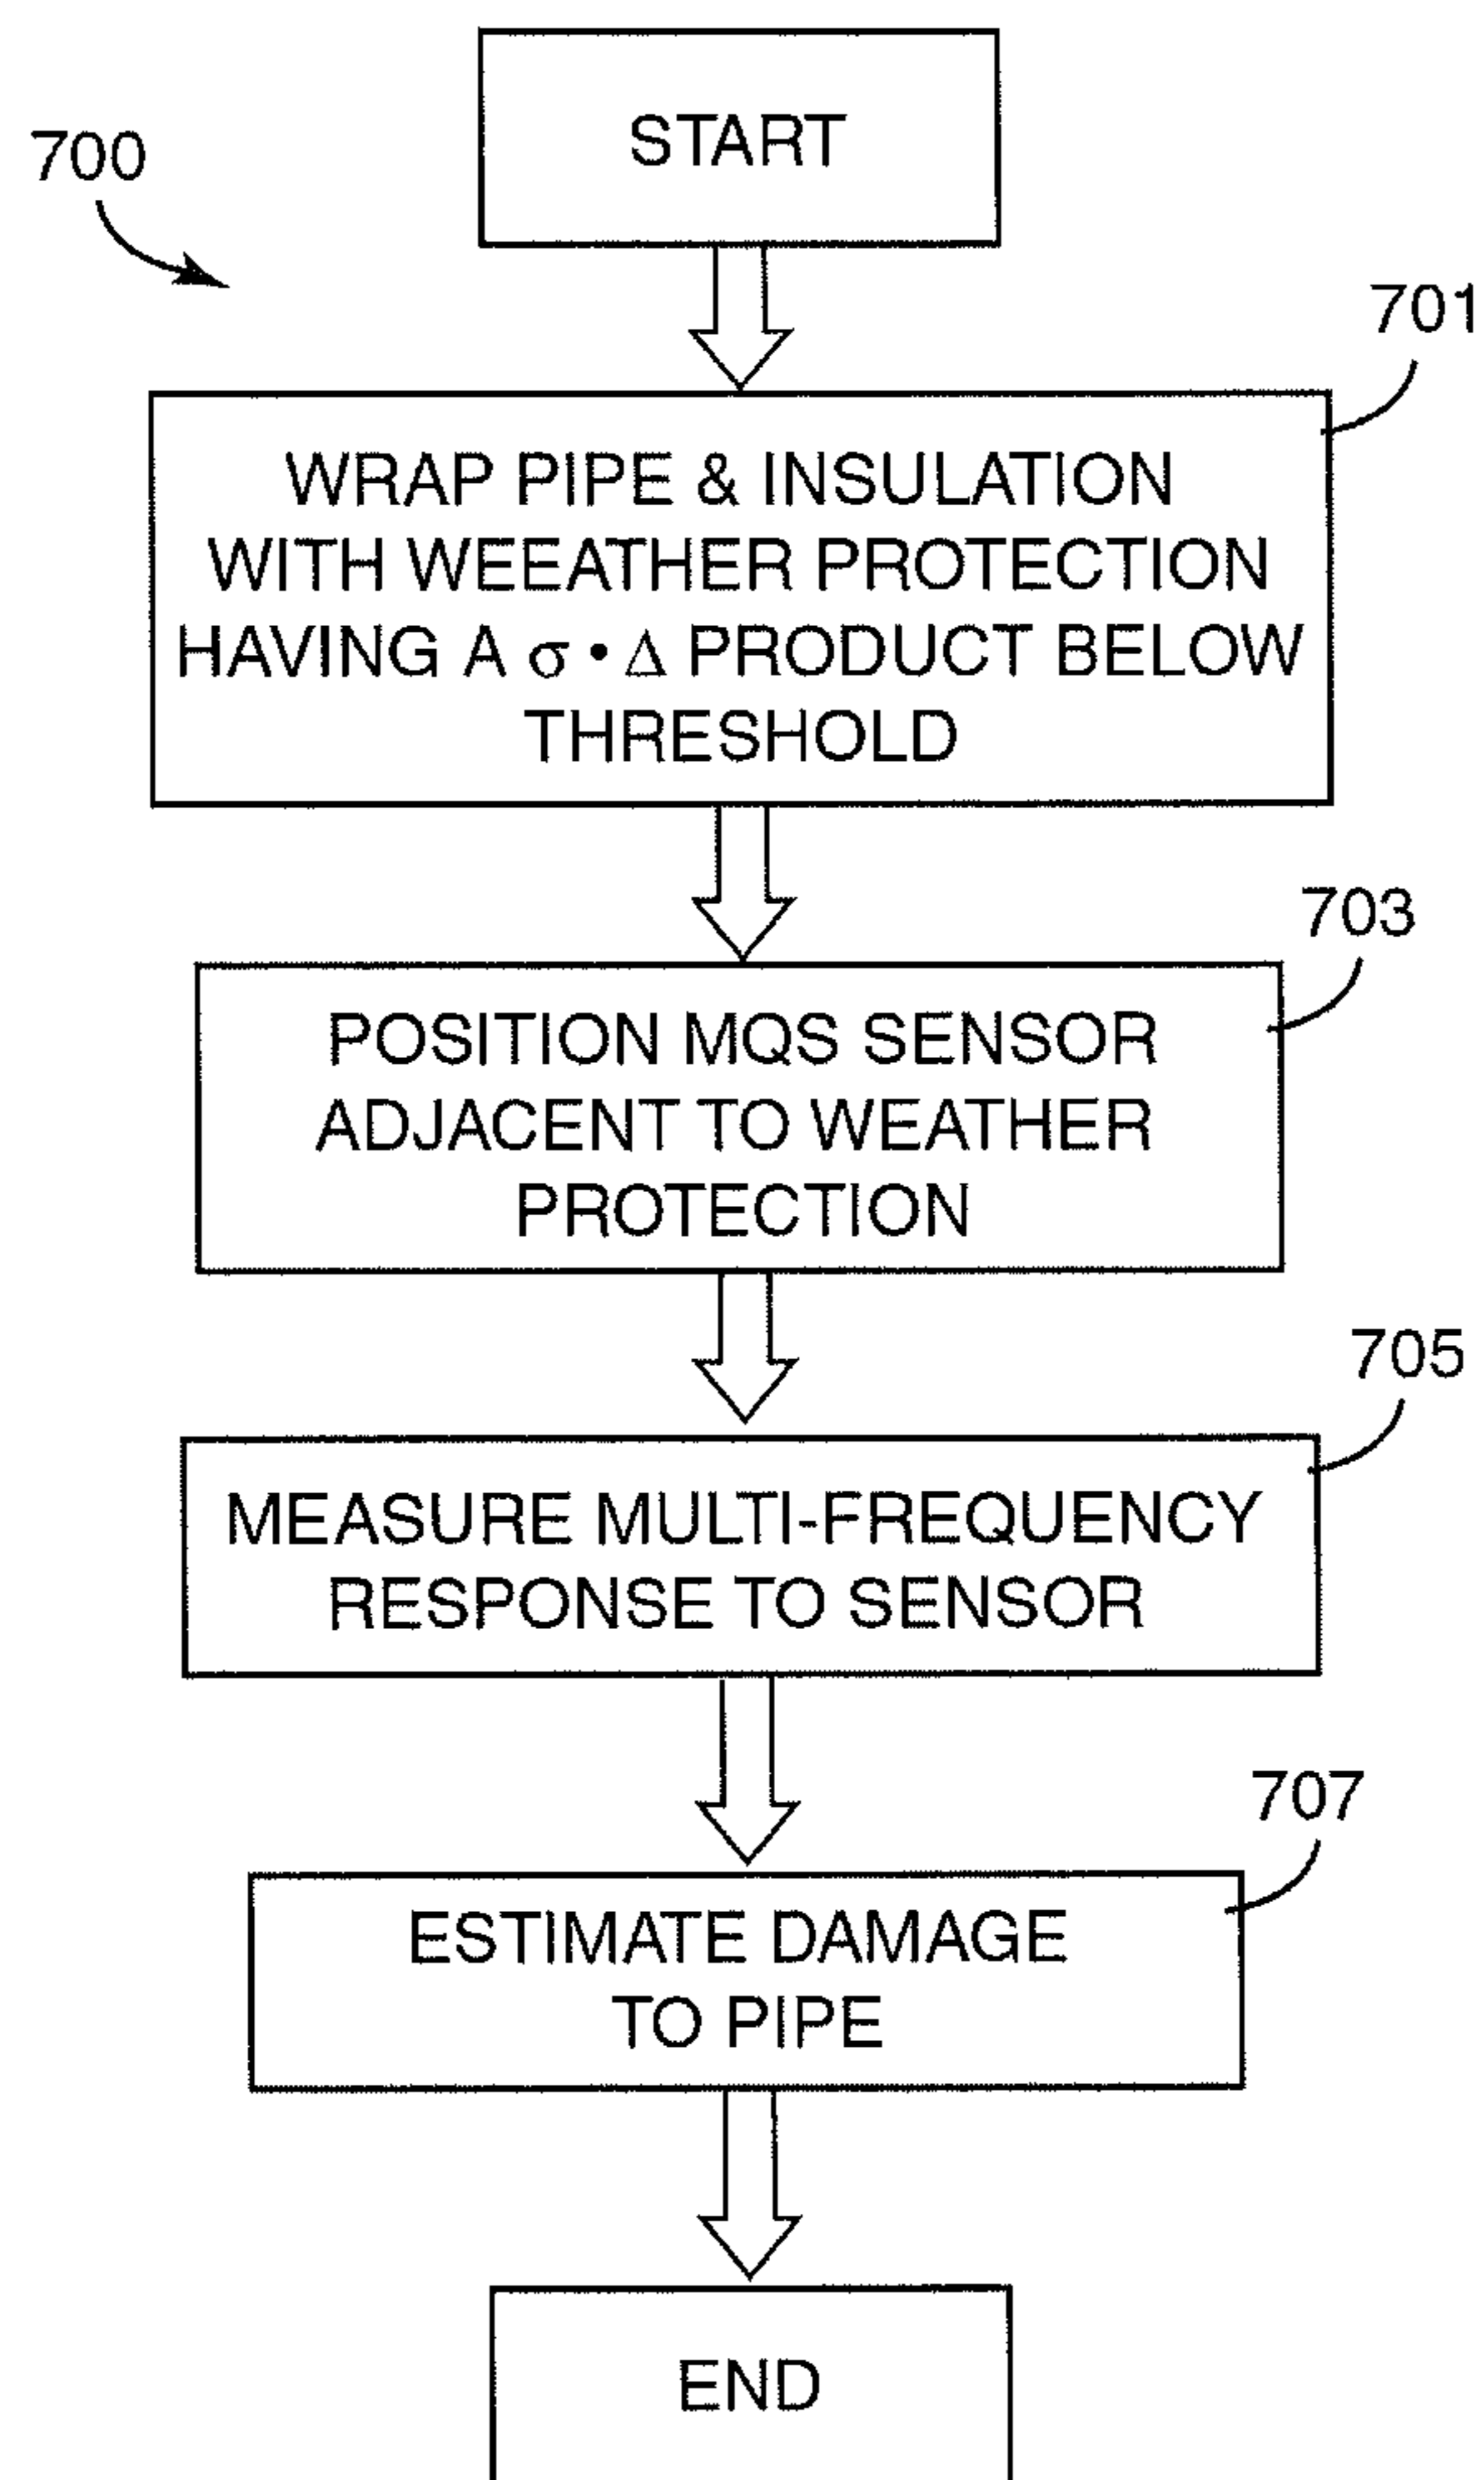 START
700
701
WRAP PIPE & INSULATION
WITH WEEATHER PROTECTION
HAVING A σ • Δ PRODUCT BELOW
THRESHOLD
703
POSITION MQS SENSOR
ADJACENT TO WEATHER
PROTECTION
705
MEASURE MULTI-FREQUENCY
RESPONSE TO SENSOR
707
ESTIMATE DAMAGE
TO PIPE
END